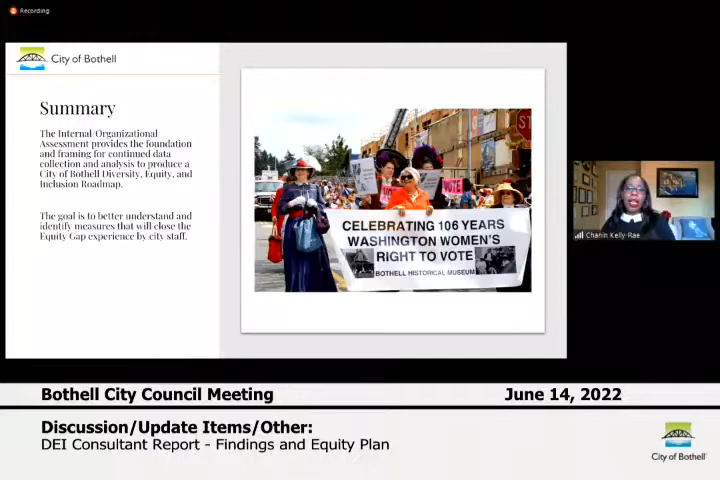 Recording
City of Bothell
Summary
The Internal/Organizational
Assessment provides the foundation
and framing for continued data
collection and analysis to produce a
City of Bothell Diversity, Equity, and
Inclusion Roadmap.
The goal is to better understand and
identify measures that will close the
Equity Gap experience by city staff.
ST
VOTE
VOTE
CELEBRATING 106 YEARS
WASHINGTON WOMEN'S
RIGHT TO VOTE
BOTHELL HISTORICAL MUSEUM
Chanin Kelly-Rae
Bothell City Council Meeting
June 14, 2022
Discussion/Update Items/Other:
DEI Consultant Report - Findings and Equity Plan
City of Bothell